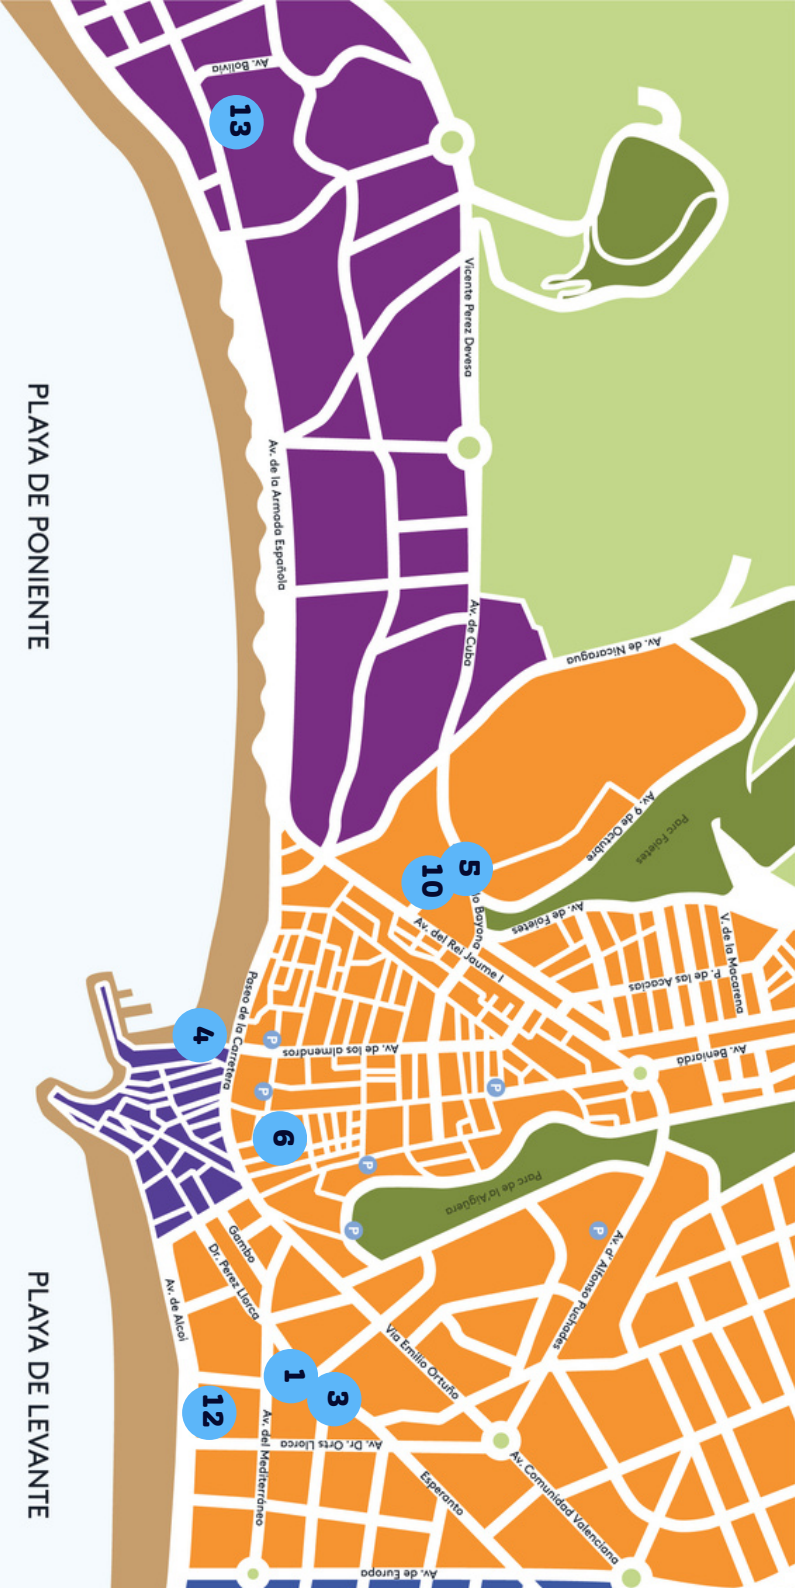 Av. Bolivia
13
Vicente Perez Devesa
PLAYA DE PONIENTE
Av. de la Armada Española
Av. de Cuba
Av. de Nicaragua
Av. 9 de Octubre
Parc Foietes
5
10
lo Bayona
Av. de Foietes
Av. del Rei Jaume I
V. de la Macarena
P. de las Acacias
Paseo de la Carretera
4
P
Av. de los almendros
Av. Beniardá
P
P
6
P
Parc de la'Aigüera
P
P
Gambo
Dr. Perez Llorca
Av. d'Alfonso Puchades
Av. de Alcoi
PLAYA DE LEVANTE
Via Emilio Ortuño
1
3
12
Av. del Mediterráneo
Av. Dr. Orts Llorca
Esperanto
Av. Comunidad Valenciana
Av. de Europa